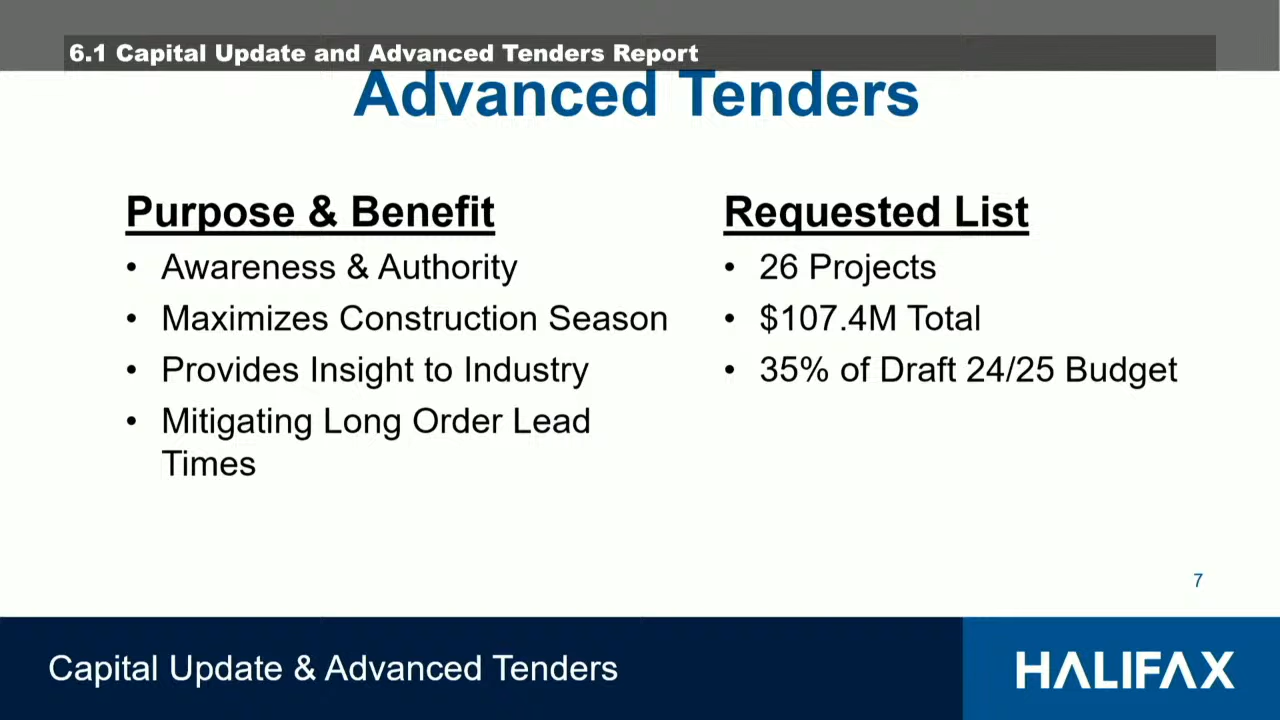 6.1 Capital Update and Advanced Tenders Report
Advanced Tenders
Purpose & Benefit
• Awareness & Authority
• Maximizes Construction Season
• Provides Insight to Industry
• Mitigating Long Order Lead
Times
Requested List
• 26 Projects
• $107.4M Total
• 35% of Draft 24/25 Budget
7
Capital Update & Advanced Tenders
HALIFAX